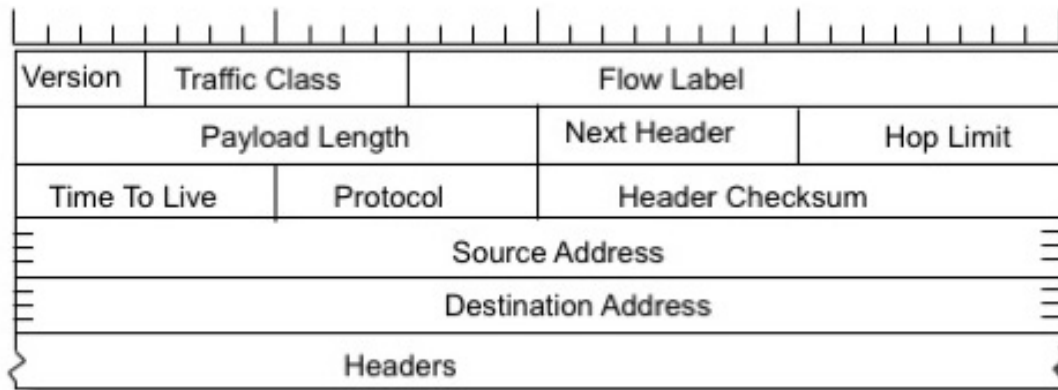 Version Traffic Class Flow Label
Payload Length Next Header Hop Limit
Time To Live Protocol Header Checksum
Source Address
Destination Address
Headers